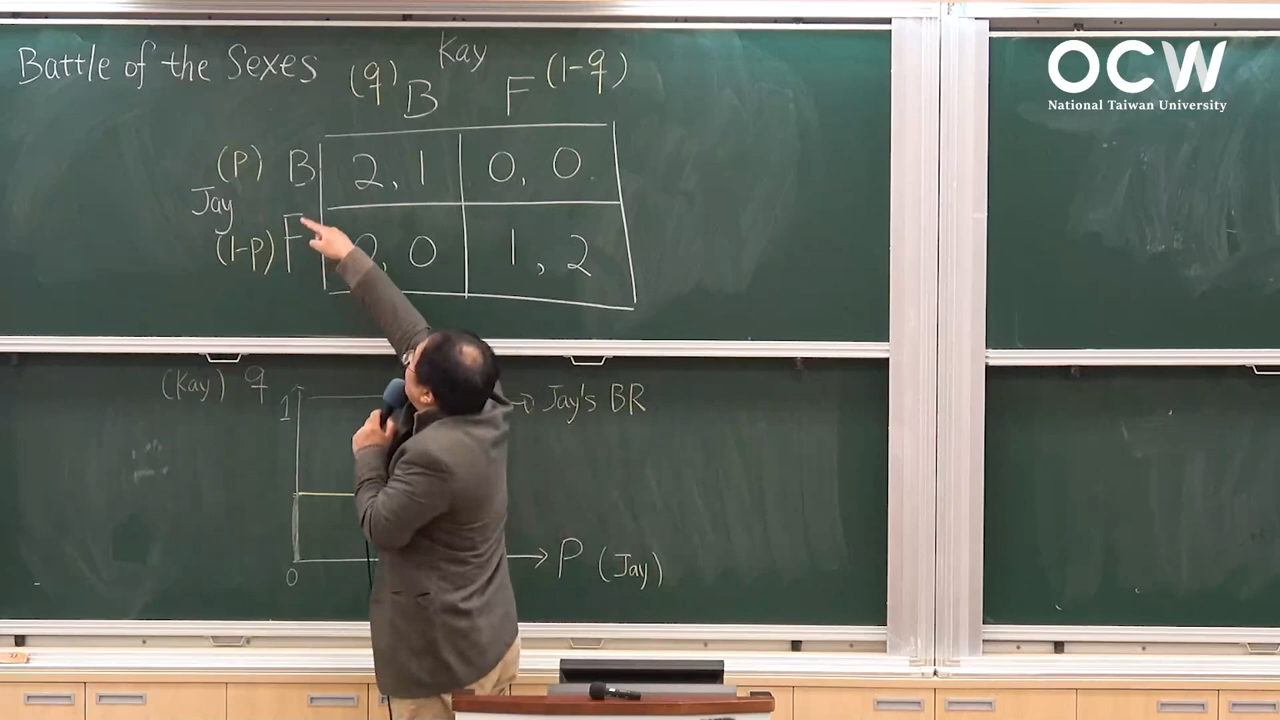 Battle of the Sexes
Kay
(q) B F (1-q)
(P) B 2, 1 0, 0
Jay
(1-P) F 0, 0 1, 2
(Kay) q
1
Jay's BR
0
P (Jay)
OCW
National Taiwan University